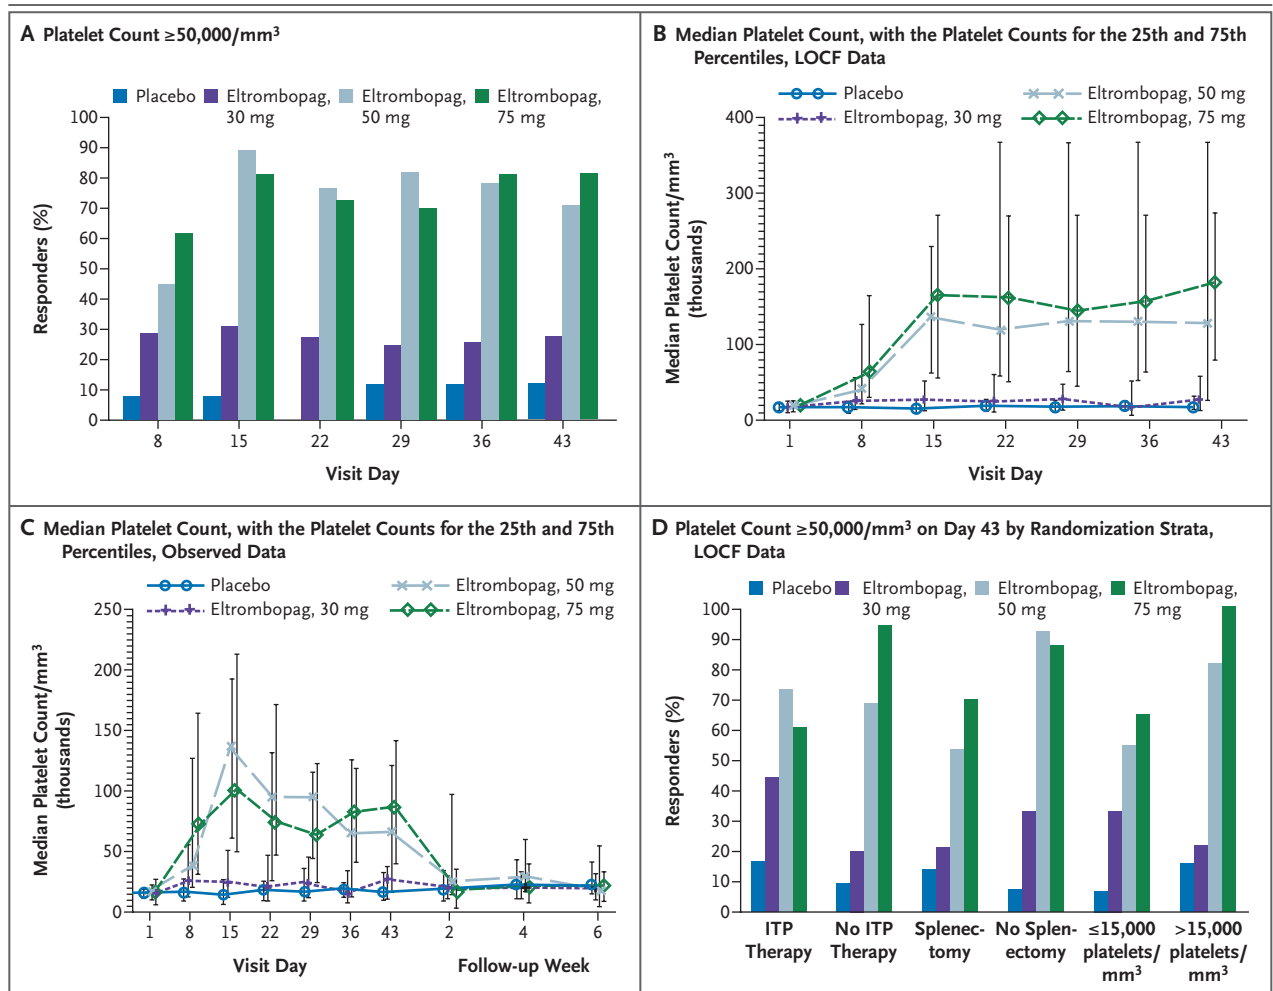 A Platelet Count ≥50,000/mm³
Placebo
Eltrombopag,
30 mg
Eltrombopag,
50 mg
Eltrombopag,
75 mg
Responders (%)
100
90
80
70
60
50
40
30
20
10
0
8 15 22 29 36 43
Visit Day
B Median Platelet Count, with the Platelet Counts for the 25th and 75th
Percentiles, LOCF Data
Placebo
Eltrombopag, 30 mg
Eltrombopag, 50 mg
Eltrombopag, 75 mg
Median Platelet Count/mm³
(thousands)
400
300
200
100
0
1 8 15 22 29 36 43
Visit Day
C Median Platelet Count, with the Platelet Counts for the 25th and 75th
Percentiles, Observed Data
Placebo
Eltrombopag, 30 mg
Eltrombopag, 50 mg
Eltrombopag, 75 mg
Median Platelet Count/mm³
(thousands)
250
200
150
100
50
0
1 8 15 22 29 36 43 2 4 6
Visit Day
Follow-up Week
D Platelet Count ≥50,000/mm³ on Day 43 by Randomization Strata,
LOCF Data
Placebo
Eltrombopag,
30 mg
Eltrombopag,
50 mg
Eltrombopag,
75 mg
Responders (%)
100
90
80
70
60
50
40
30
20
10
0
ITP
Therapy
No ITP
Therapy
Splenec-
tomy
No Splen-
ectomy
≤15,000
platelets/
mm³
>15,000
platelets/
mm³